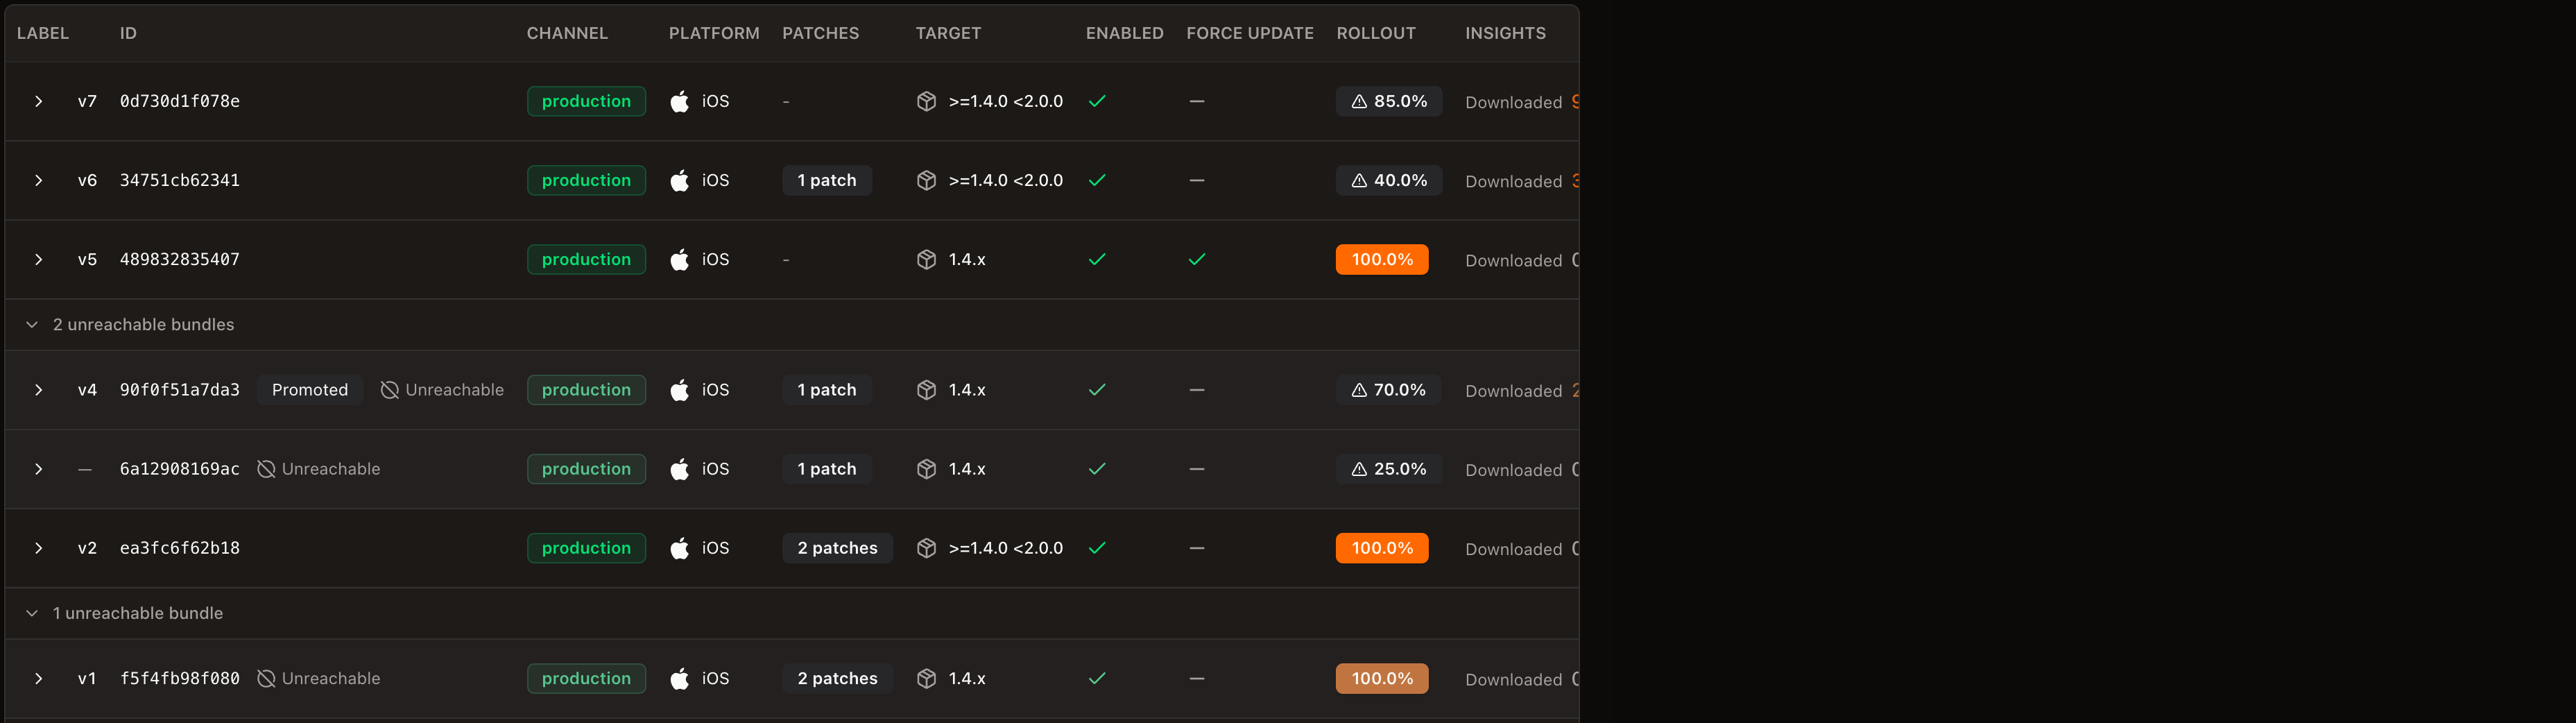 LABEL ID CHANNEL PLATFORM PATCHES TARGET ENABLED FORCE UPDATE ROLLOUT INSIGHTS
v7 0d730d1f078e production iOS - >=1.4.0 <2.0.0 — 85.0% Downloaded
v6 34751cb62341 production iOS 1 patch >=1.4.0 <2.0.0 — 40.0% Downloaded
v5 489832835407 production iOS - 1.4.x 100.0% Downloaded
2 unreachable bundles
v4 90f0f51a7da3 Promoted Unreachable production iOS 1 patch 1.4.x — 70.0% Downloaded
— 6a12908169ac Unreachable production iOS 1 patch 1.4.x — 25.0% Downloaded
v2 ea3fc6f62b18 production iOS 2 patches >=1.4.0 <2.0.0 — 100.0% Downloaded
1 unreachable bundle
v1 f5f4fb98f080 Unreachable production iOS 2 patches 1.4.x — 100.0% Downloaded